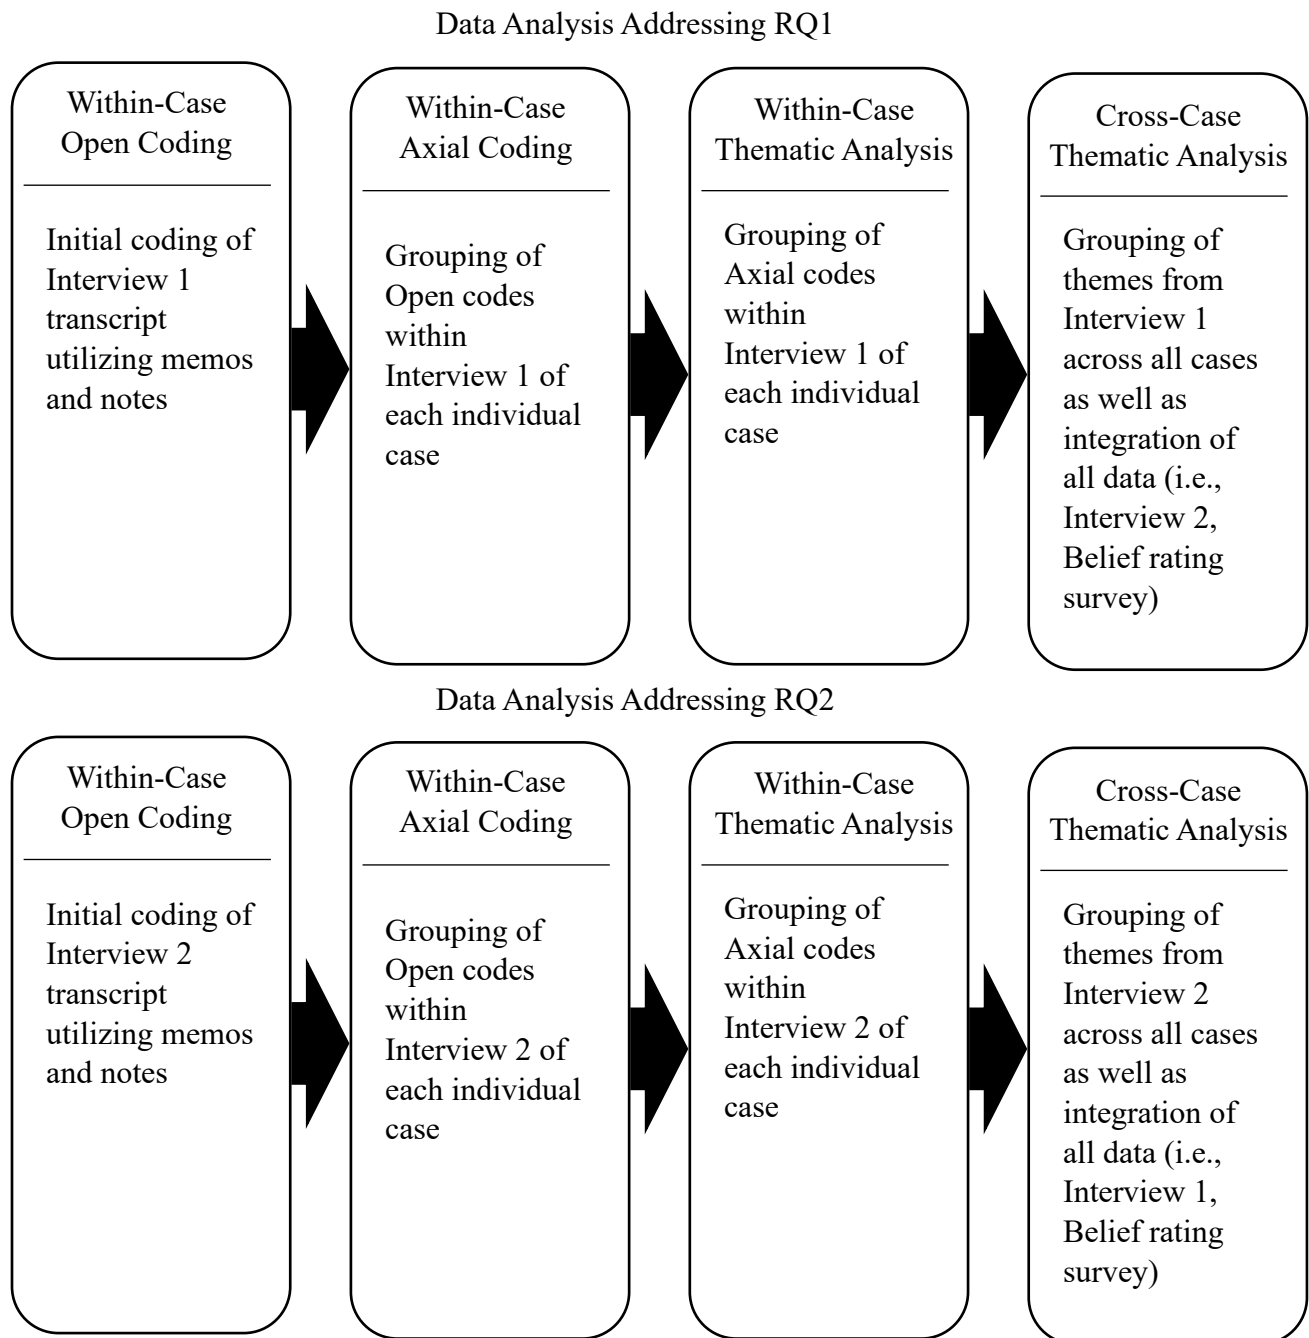 Data Analysis Addressing RQ1
Within-Case
Open Coding
Initial coding of
Interview 1
transcript
utilizing memos
and notes
Within-Case
Axial Coding
Grouping of
Open codes
within
Interview 1 of
each individual
case
Within-Case
Thematic Analysis
Grouping of
Axial codes
within
Interview 1 of
each individual
case
Cross-Case
Thematic Analysis
Grouping of
themes from
Interview 1
across all cases
as well as
integration of
all data (i.e.,
Interview 2,
Belief rating
survey)
Data Analysis Addressing RQ2
Within-Case
Open Coding
Initial coding of
Interview 2
transcript
utilizing memos
and notes
Within-Case
Axial Coding
Grouping of
Open codes
within
Interview 2 of
each individual
case
Within-Case
Thematic Analysis
Grouping of
Axial codes
within
Interview 2 of
each individual
case
Cross-Case
Thematic Analysis
Grouping of
themes from
Interview 2
across all cases
as well as
integration of
all data (i.e.,
Interview 1,
Belief rating
survey)